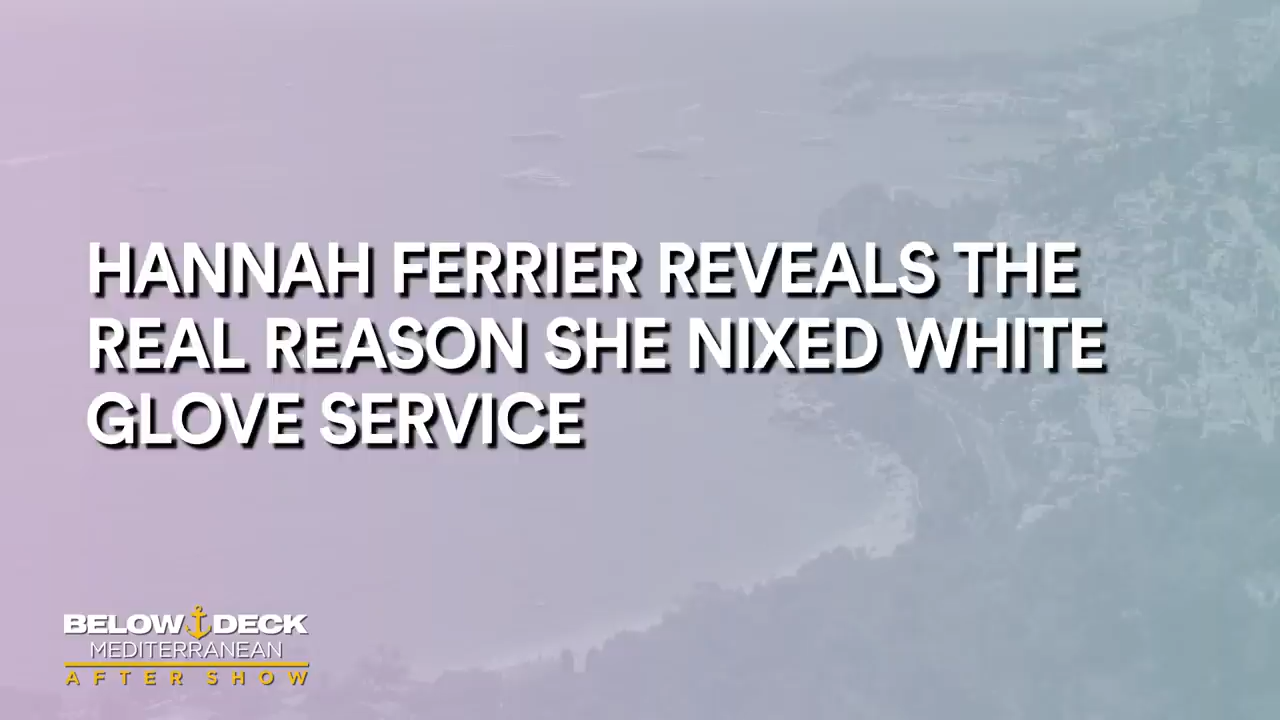 HANNAH FERRIER REVEALS THE
REAL REASON SHE NIXED WHITE
GLOVE SERVICE
BELOW DECK
MEDITERRANEAN
AFTER SHOW